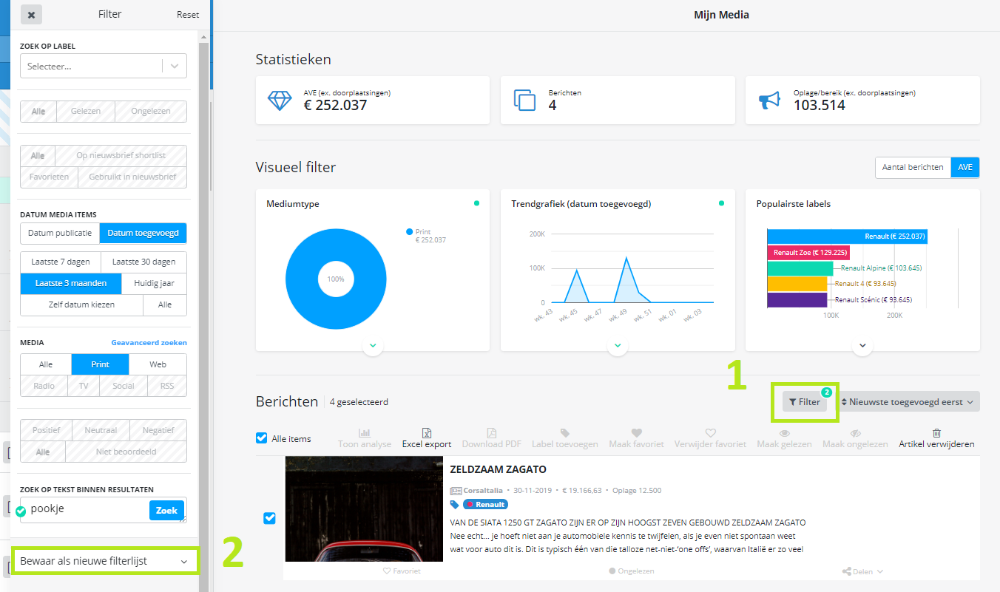 Filter
Reset
ZOEK OP LABEL
Selecteer...
Alle Gelezen Ongelezen
Alle Op nieuwsbrief shortlist
Favorieten Gebruikt in nieuwsbrief
DATUM MEDIA ITEMS
Datum publicatie Datum toegevoegd
Laatste 7 dagen Laatste 30 dagen
Laatste 3 maanden Huidig jaar
Zelf datum kiezen Alle
MEDIA Geavanceerd zoeken
Alle Print Web
Radio TV Social RSS
Positief Neutraal Negatief
Alle Niet beoordeeld
ZOEK OP TEKST BINNEN RESULTATEN
pookje Zoek
Bewaar als nieuwe filterlijst
2
Mijn Media
Statistieken
AVE (ex. doorplaatsingen)
€ 252.037
Berichten
4
Oplage/bereik (ex. doorplaatsingen)
103.514
Visueel filter
Aantal berichten AVE
Mediumtype
Print
€ 252.037
100%
Trendgrafiek (datum toegevoegd)
200K
100K
0
wk. 43 wk. 45 wk. 47 wk. 49 wk. 51 wk. 01 wk. 03
Populairste labels
Renault (€ 252.037)
Renault Zoe (€ 129.225)
Renault Alpine (€ 103.645)
Renault 4 (€ 93.645)
Renault Scénic (€ 93.645)
100K 200K
1
Berichten 4 geselecteerd
Filter 2
Nieuwste toegevoegd eerst
Alle items
Toon analyse Excel export Download PDF Label toevoegen Maak favoriet Verwijder favoriet Maak gelezen Maak ongelezen Artikel verwijderen
ZELDZAAM ZAGATO
CorsaItalia • 30-11-2019 • € 19.166,63 • Oplage 12.500
Renault
VAN DE SIATA 1250 GT ZAGATO ZIJN ER OP ZIJN HOOGST ZEVEN GEBOUWD ZELDZAAM ZAGATO
Nee echt... je hoeft niet aan je automobiele kennis te twijfelen, als je even niet spontaan weet
wat voor auto dit is. Dit is typisch één van die talloze net-niet-'one offs', waarvan Italië er zo veel
Favoriet Ongelezen Delen